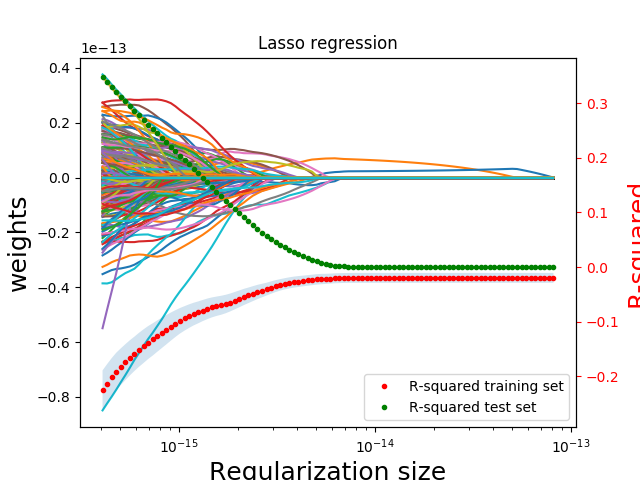 Lasso regression
1e−13
0.4
0.2
0.0
−0.2
−0.4
−0.6
−0.8
weights
0.3
0.2
0.1
0.0
−0.1
−0.2
R-squared
R-squared training set
R-squared test set
10⁻¹⁵
10⁻¹⁴
10⁻¹³
Regularization size